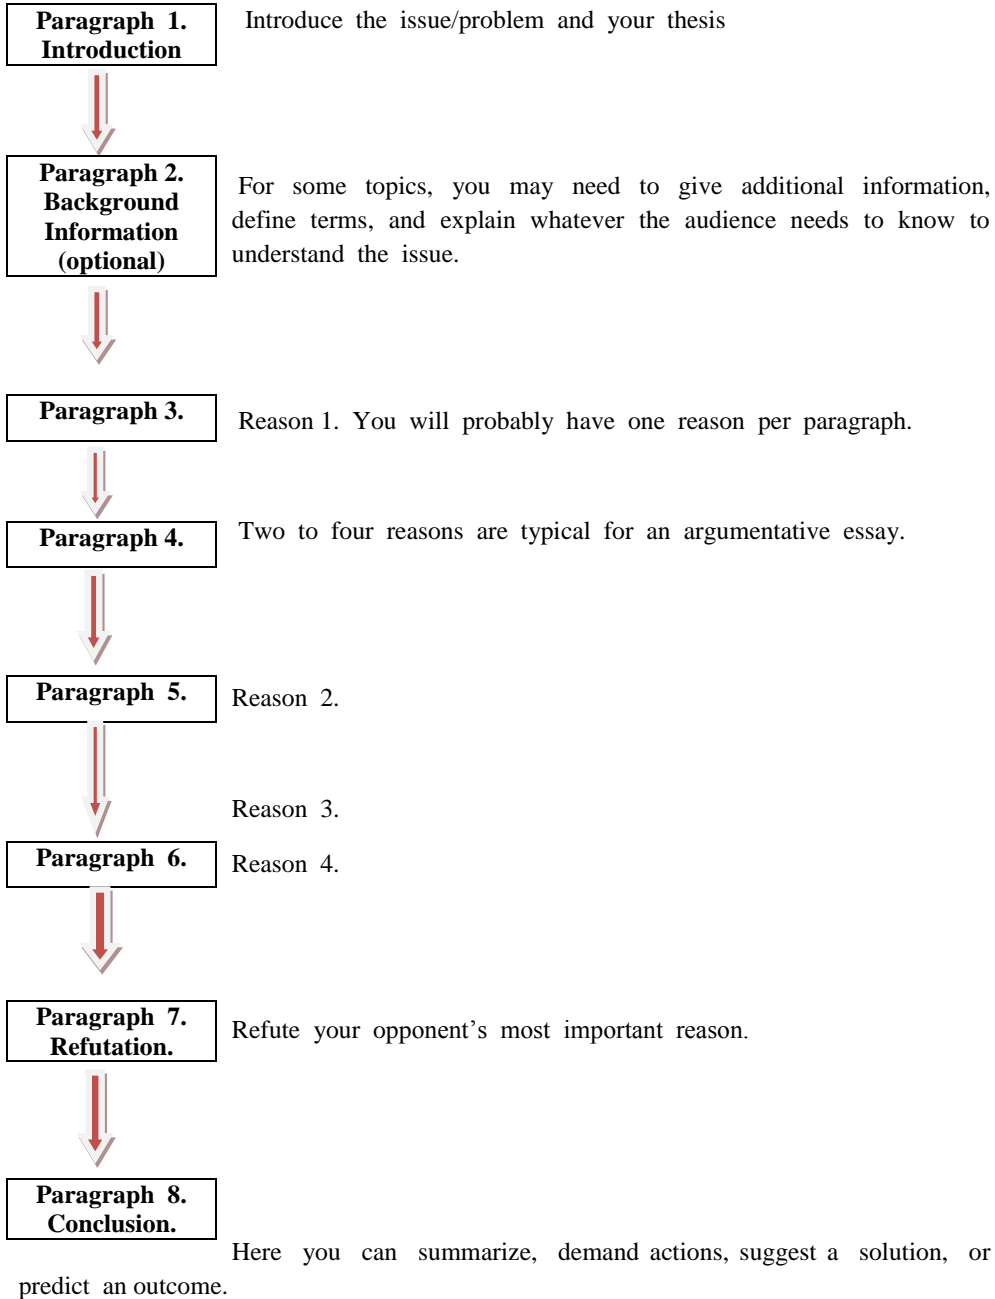 Paragraph 1.
Introduction
Introduce the issue/problem and your thesis
Paragraph 2.
Background
Information
(optional)
For some topics, you may need to give additional information,
define terms, and explain whatever the audience needs to know to
understand the issue.
Paragraph 3.
Reason 1. You will probably have one reason per paragraph.
Paragraph 4.
Two to four reasons are typical for an argumentative essay.
Paragraph 5.
Reason 2.
Reason 3.
Paragraph 6.
Reason 4.
Paragraph 7.
Refutation.
Refute your opponent’s most important reason.
Paragraph 8.
Conclusion.
Here you can summarize, demand actions, suggest a solution, or
predict an outcome.